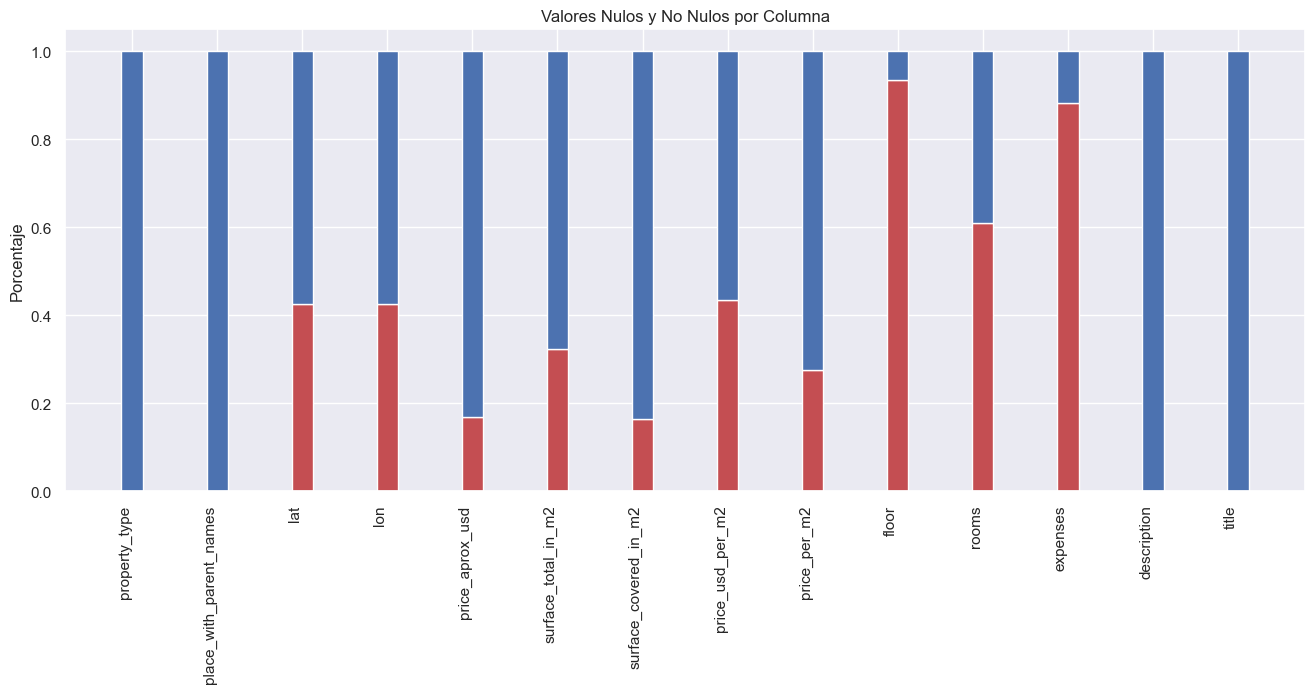 Valores Nulos y No Nulos por Columna
Porcentaje
1.0
0.8
0.6
0.4
0.2
0.0
property_type
place_with_parent_names
lat
lon
price_aprox_usd
surface_total_in_m2
surface_covered_in_m2
price_usd_per_m2
price_per_m2
floor
rooms
expenses
description
title